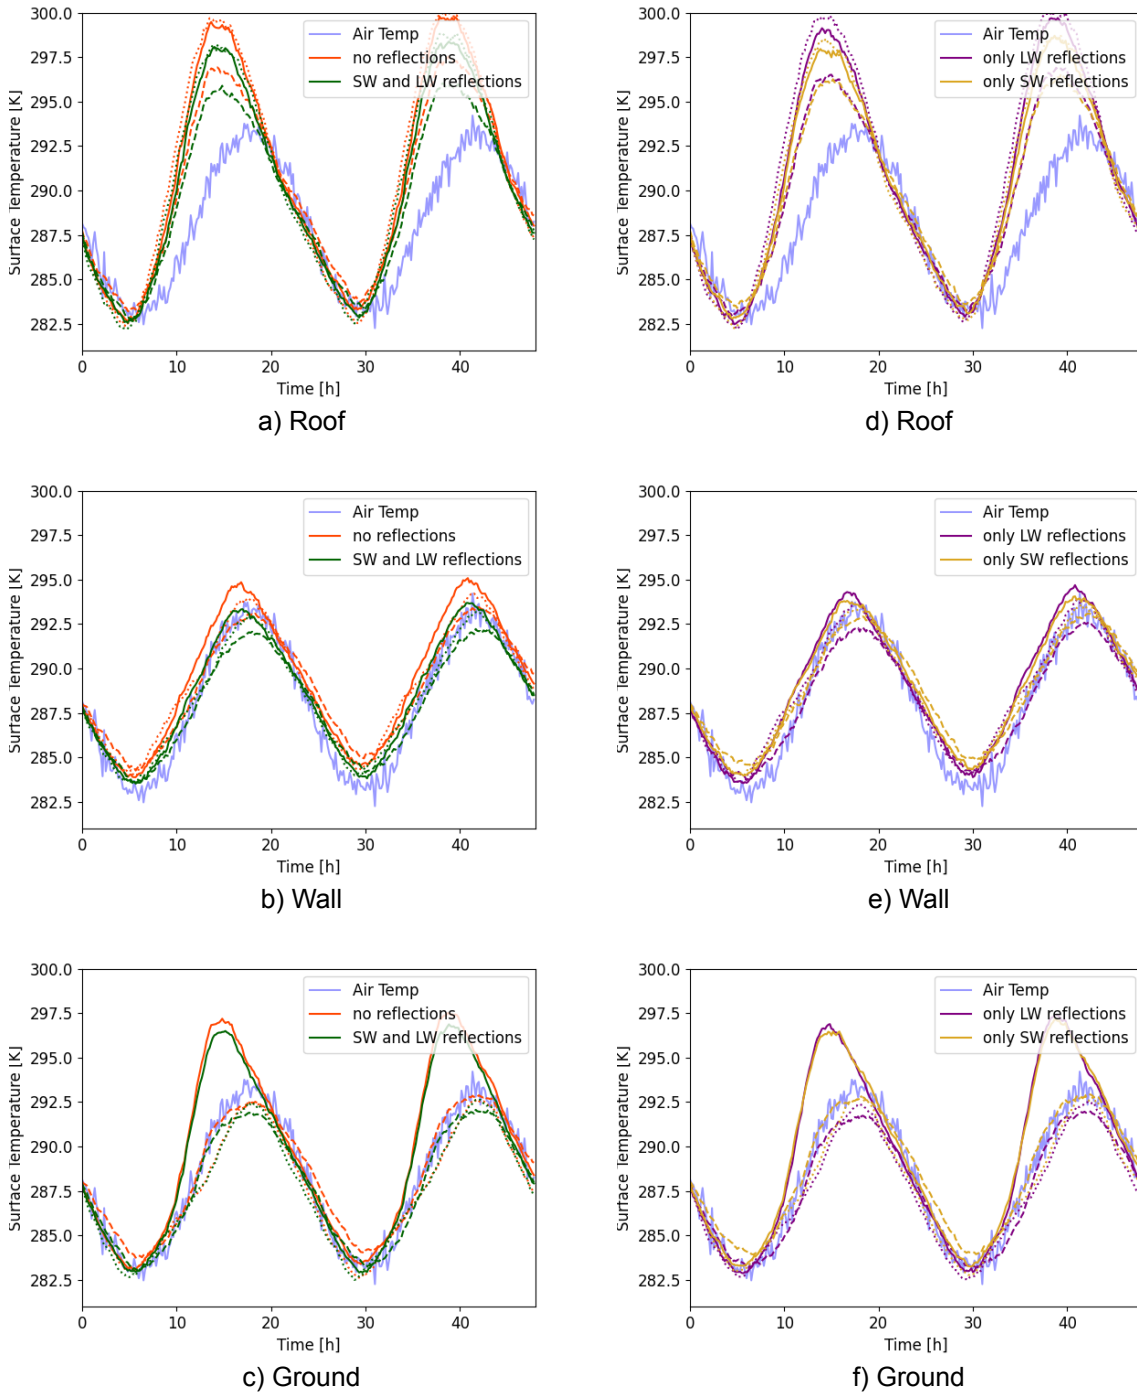 300.0
297.5
295.0
292.5
290.0
287.5
285.0
282.5
Surface Temperature [K]
Air Temp
no reflections
SW and LW reflections
0 10 20 30 40
Time [h]
a) Roof
300.0
297.5
295.0
292.5
290.0
287.5
285.0
282.5
Surface Temperature [K]
Air Temp
only LW reflections
only SW reflections
0 10 20 30 40
Time [h]
d) Roof
300.0
297.5
295.0
292.5
290.0
287.5
285.0
282.5
Surface Temperature [K]
Air Temp
no reflections
SW and LW reflections
0 10 20 30 40
Time [h]
b) Wall
300.0
297.5
295.0
292.5
290.0
287.5
285.0
282.5
Surface Temperature [K]
Air Temp
only LW reflections
only SW reflections
0 10 20 30 40
Time [h]
e) Wall
300.0
297.5
295.0
292.5
290.0
287.5
285.0
282.5
Surface Temperature [K]
Air Temp
no reflections
SW and LW reflections
0 10 20 30 40
Time [h]
c) Ground
300.0
297.5
295.0
292.5
290.0
287.5
285.0
282.5
Surface Temperature [K]
Air Temp
only LW reflections
only SW reflections
0 10 20 30 40
Time [h]
f) Ground